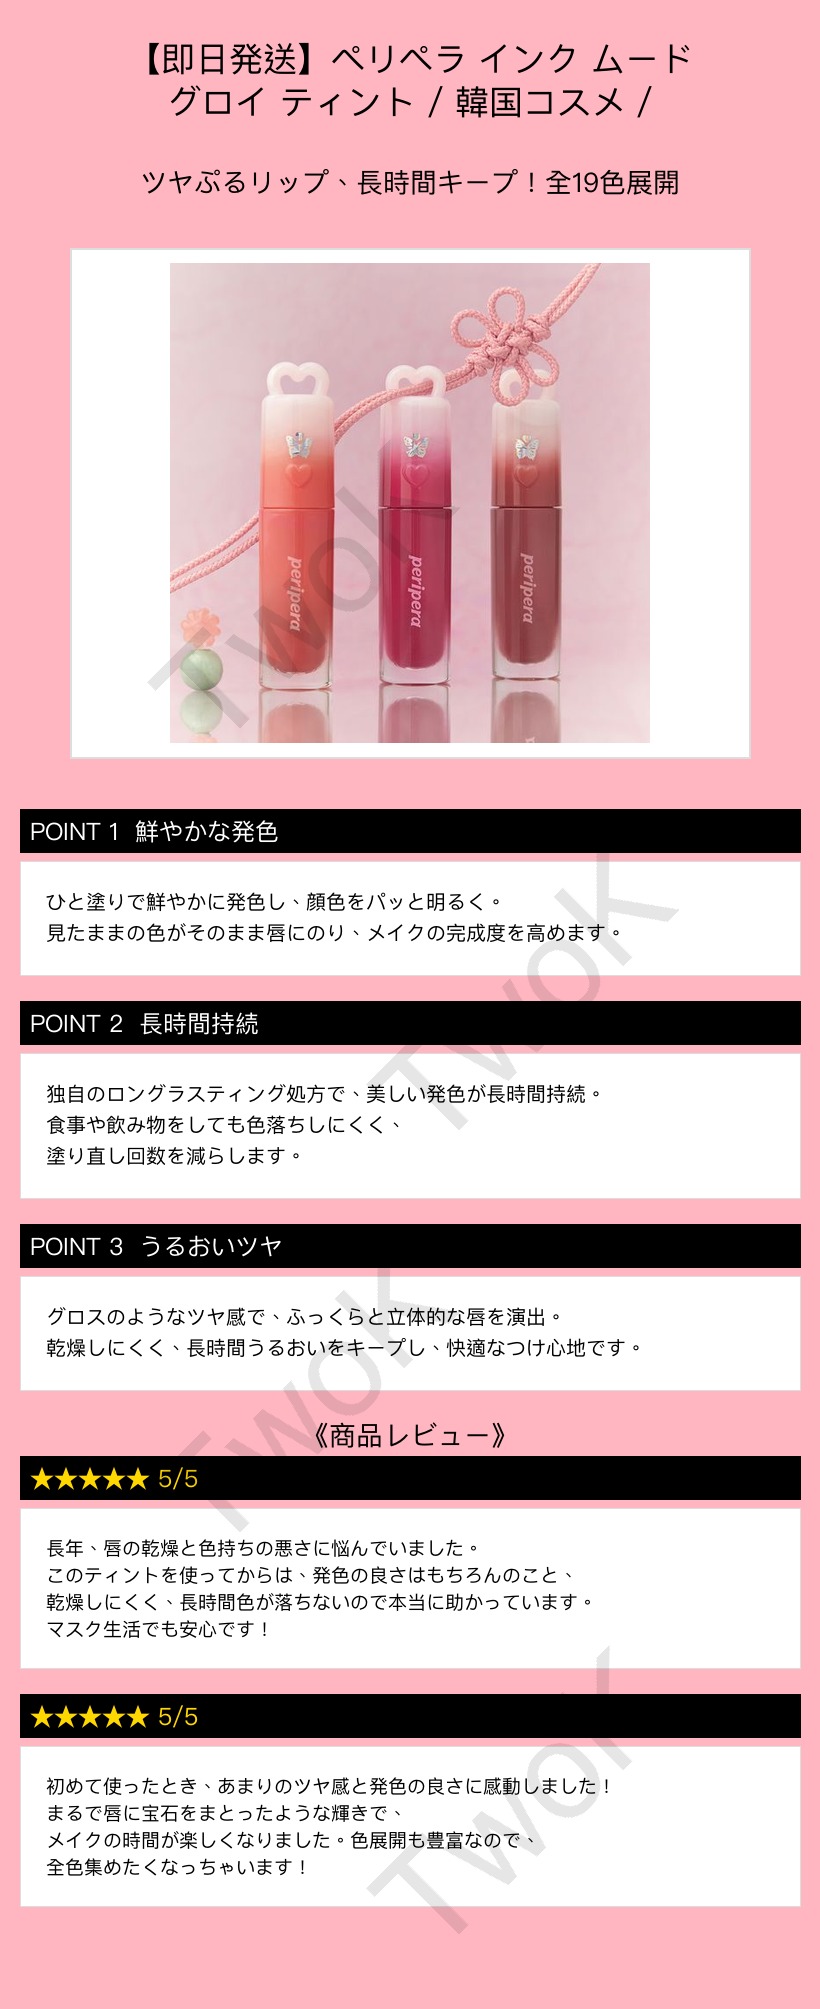 【即日発送】ペリペラ インク ムード
グロイ ティント / 韓国コスメ /
ツヤぷるリップ、長時間キープ！全19色展開
peripera
peripera
peripera
TwoK
POINT 1 鮮やかな発色
ひと塗りで鮮やかに発色し、顔色をパッと明るく。
見たままの色がそのまま唇にのり、メイクの完成度を高めます。
TwoK
POINT 2 長時間持続
独自のロングラスティング処方で、美しい発色が長時間持続。
食事や飲み物をしても色落ちしにくく、
塗り直し回数を減らします。
POINT 3 うるおいツヤ
グロスのようなツヤ感で、ふっくらと立体的な唇を演出。
乾燥しにくく、長時間うるおいをキープし、快適なつけ心地です。
TwoK
《商品レビュー》
★★★★★ 5/5
長年、唇の乾燥と色持ちの悪さに悩んでいました。
このティントを使ってからは、発色の良さはもちろんのこと、
乾燥しにくく、長時間色が落ちないので本当に助かっています。
マスク生活でも安心です！
★★★★★ 5/5
初めて使ったとき、あまりのツヤ感と発色の良さに感動しました！
まるで唇に宝石をまとったような輝きで、
メイクの時間が楽しくなりました。色展開も豊富なので、
全色集めたくなっちゃいます！
TwoK